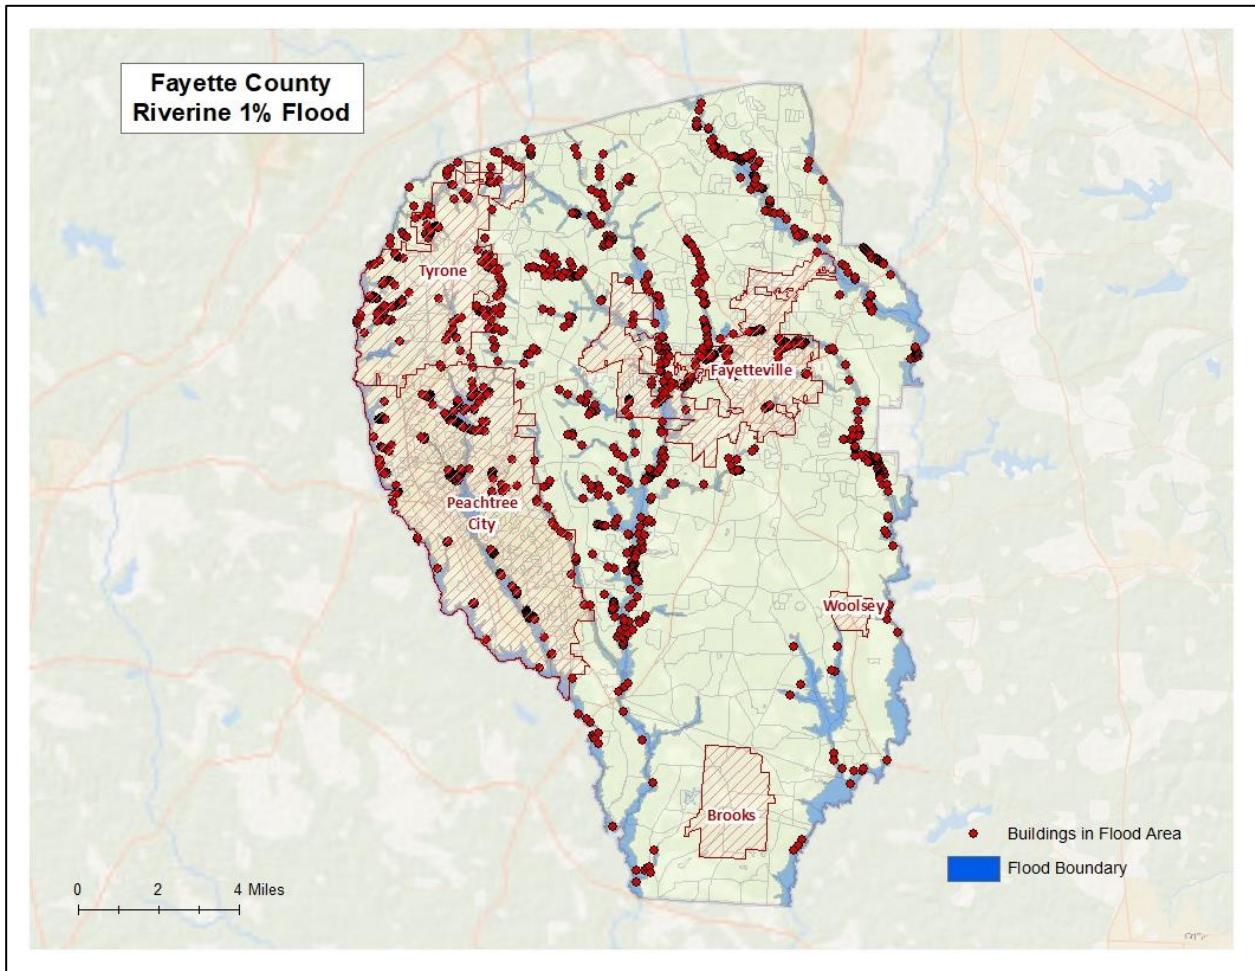 Fayette County
Riverine 1% Flood
Tyrone
Fayetteville
Peachtree
City
Woolsey
Brooks
Buildings in Flood Area
Flood Boundary
0 2 4 Miles